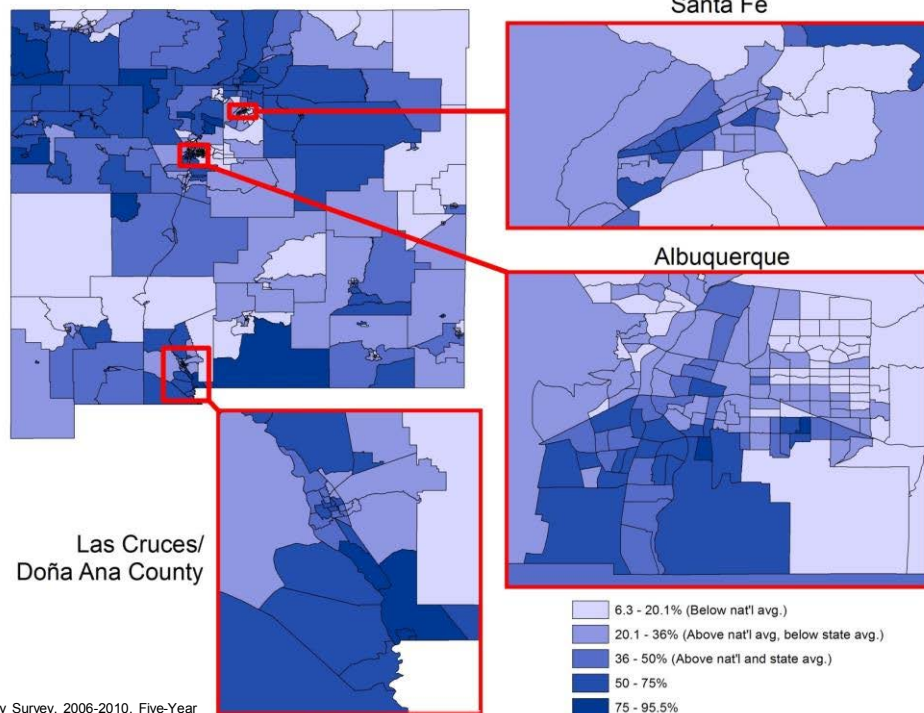 Santa Fe
Albuquerque
Las Cruces/
Doña Ana County
6.3 - 20.1% (Below nat'l avg.)
20.1 - 36% (Above nat'l avg, below state avg.)
36 - 50% (Above nat'l and state avg.)
50 - 75%
75 - 95.5%
y Survey, 2006-2010, Five-Year